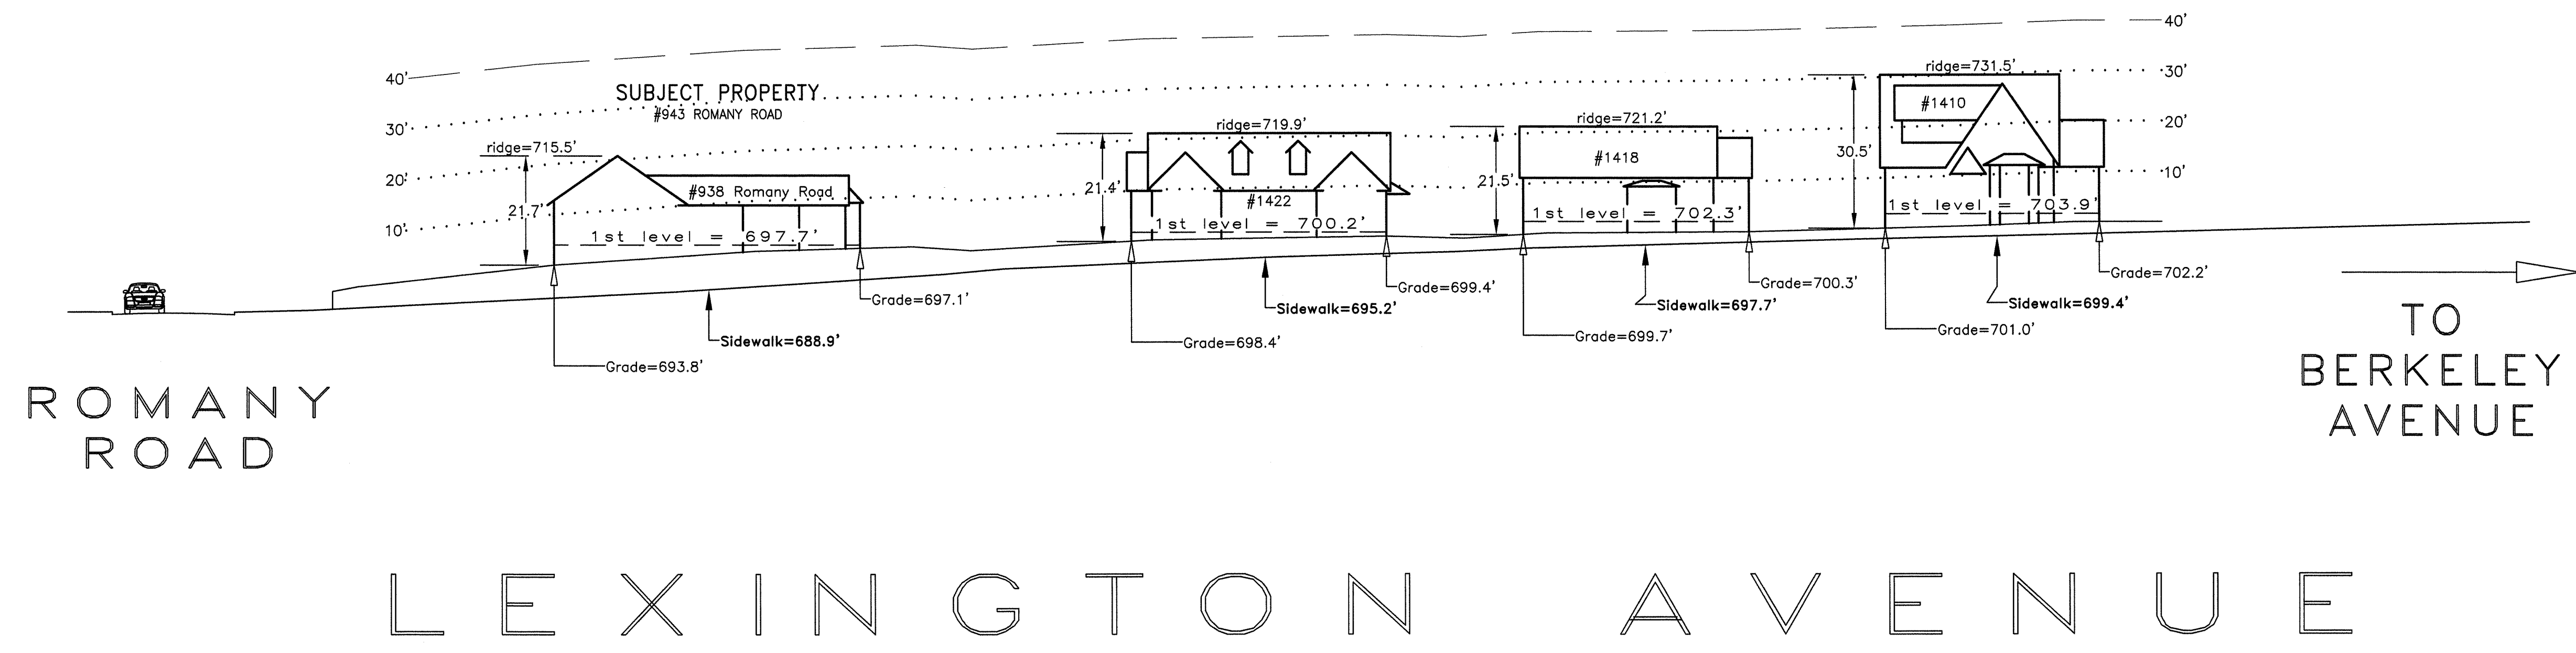 40'
30'
20'
10'
SUBJECT PROPERTY
#943 ROMANY ROAD
ridge=715.5'
21.7'
#938 Romany Road
1st level = 697.7'
Grade=697.1'
Sidewalk=688.9'
Grade=693.8'
ridge=719.9'
21.4'
#1422
1st level = 700.2'
Grade=699.4'
Sidewalk=695.2'
Grade=698.4'
ridge=721.2'
21.5'
#1418
1st level = 702.3'
Grade=700.3'
Sidewalk=697.7'
Grade=699.7'
ridge=731.5'
30.5'
#1410
1st level = 703.9'
Grade=702.2'
Sidewalk=699.4'
Grade=701.0'
40'
30'
20'
10'
ROMANY
ROAD
TO
BERKELEY
AVENUE
LEXINGTON AVENUE